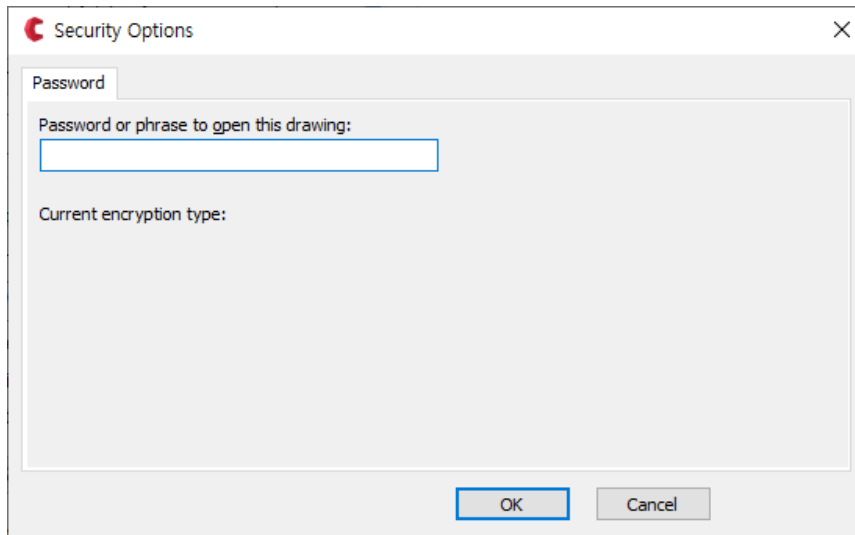 Security Options
Password
Password or phrase to open this drawing:
Current encryption type:
OK
Cancel